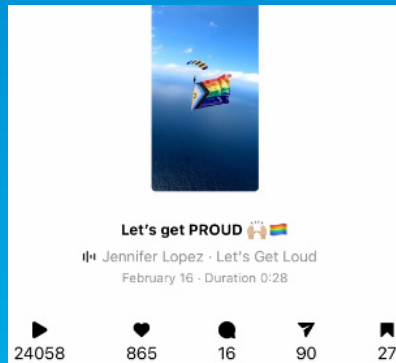 Let's get PROUD 🙌🏼🏳️‍🌈
Jennifer Lopez · Let's Get Loud
February 16 · Duration 0:28
24058 865 16 90 27